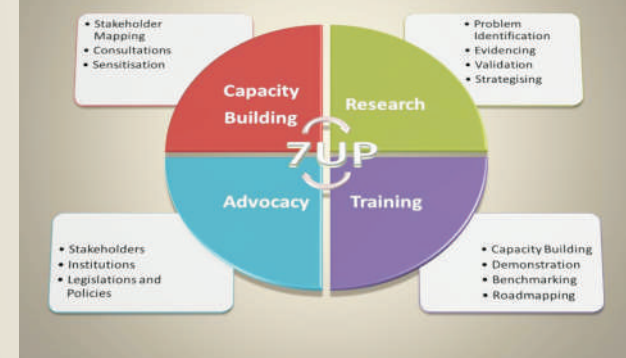 • Stakeholder
Mapping
• Consultations
• Sensitisation
• Problem
Identification
• Evidencing
• Validation
• Strategising
Capacity
Building
Research
7UP
Advocacy
Training
• Stakeholders
• Institutions
• Legislations and
Policies
• Capacity Building
• Demonstration
• Benchmarking
• Roadmapping